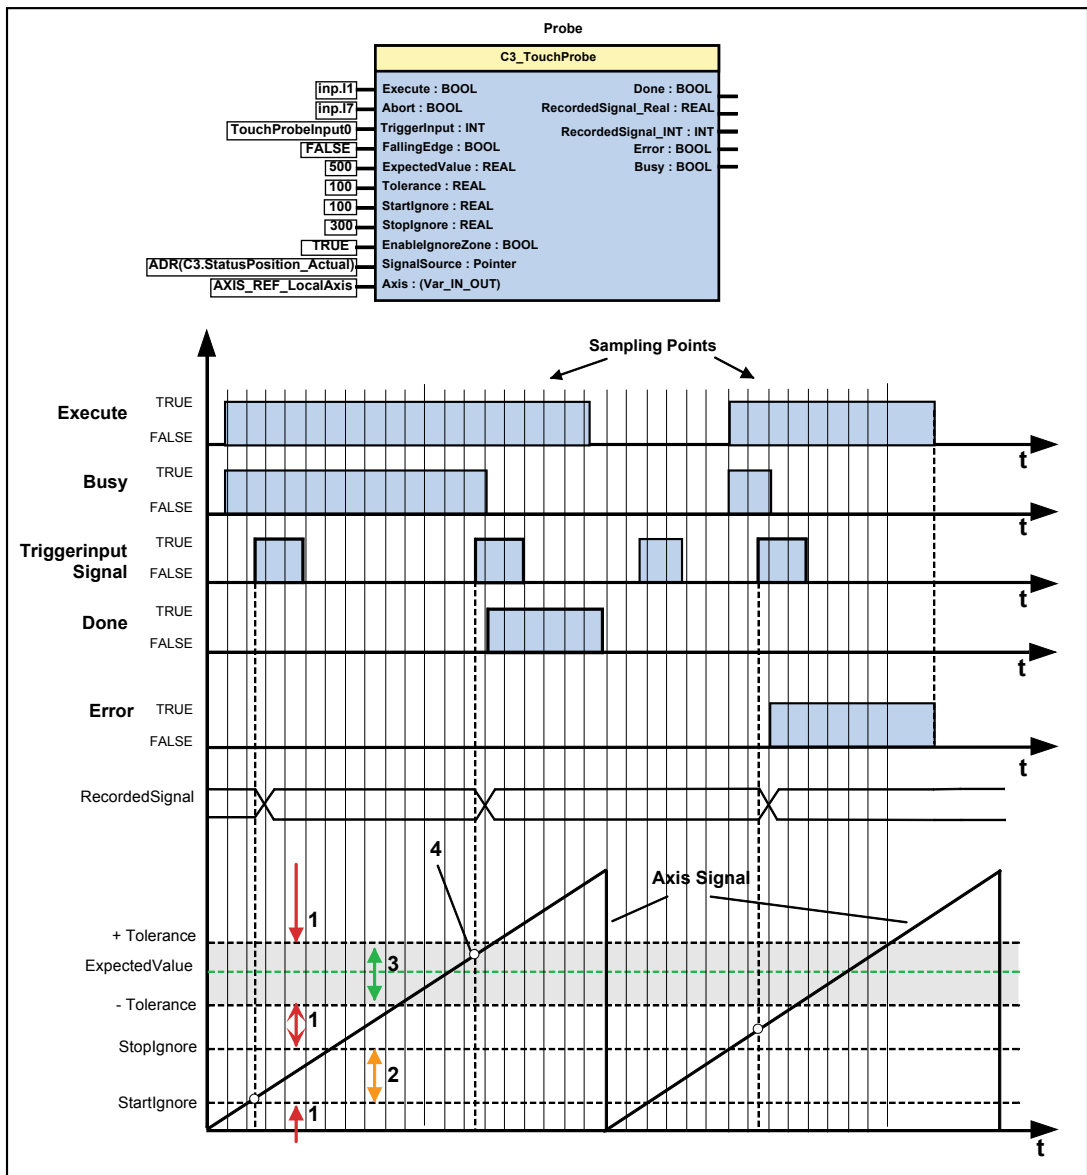 Probe
C3_TouchProbe
inp.I1 Execute : BOOL Done : BOOL
inp.I7 Abort : BOOL RecordedSignal_Real : REAL
TouchProbeInput0 TriggerInput : INT RecordedSignal_INT : INT
FALSE FallingEdge : BOOL Error : BOOL
500 ExpectedValue : REAL Busy : BOOL
100 Tolerance : REAL
100 StartIgnore : REAL
300 StopIgnore : REAL
TRUE EnableIgnoreZone : BOOL
ADR(C3.StatusPosition_Actual) SignalSource : Pointer
AXIS_REF_LocalAxis Axis : (Var_IN_OUT)
Sampling Points
Execute TRUE
FALSE
t
Busy TRUE
FALSE
t
Triggerinput TRUE
Signal FALSE
t
Done TRUE
FALSE
t
Error TRUE
FALSE
t
RecordedSignal
4
Axis Signal
1
+ Tolerance
ExpectedValue 3
- Tolerance
1
StopIgnore
2
StartIgnore
1
t